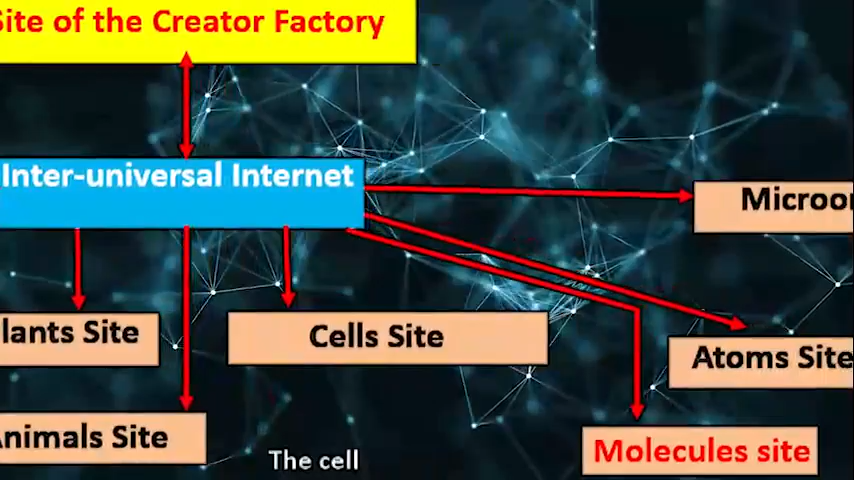 Site of the Creator Factory
Inter-universal Internet
Microor
lants Site
Cells Site
Atoms Site
Animals Site
Molecules site
The cell